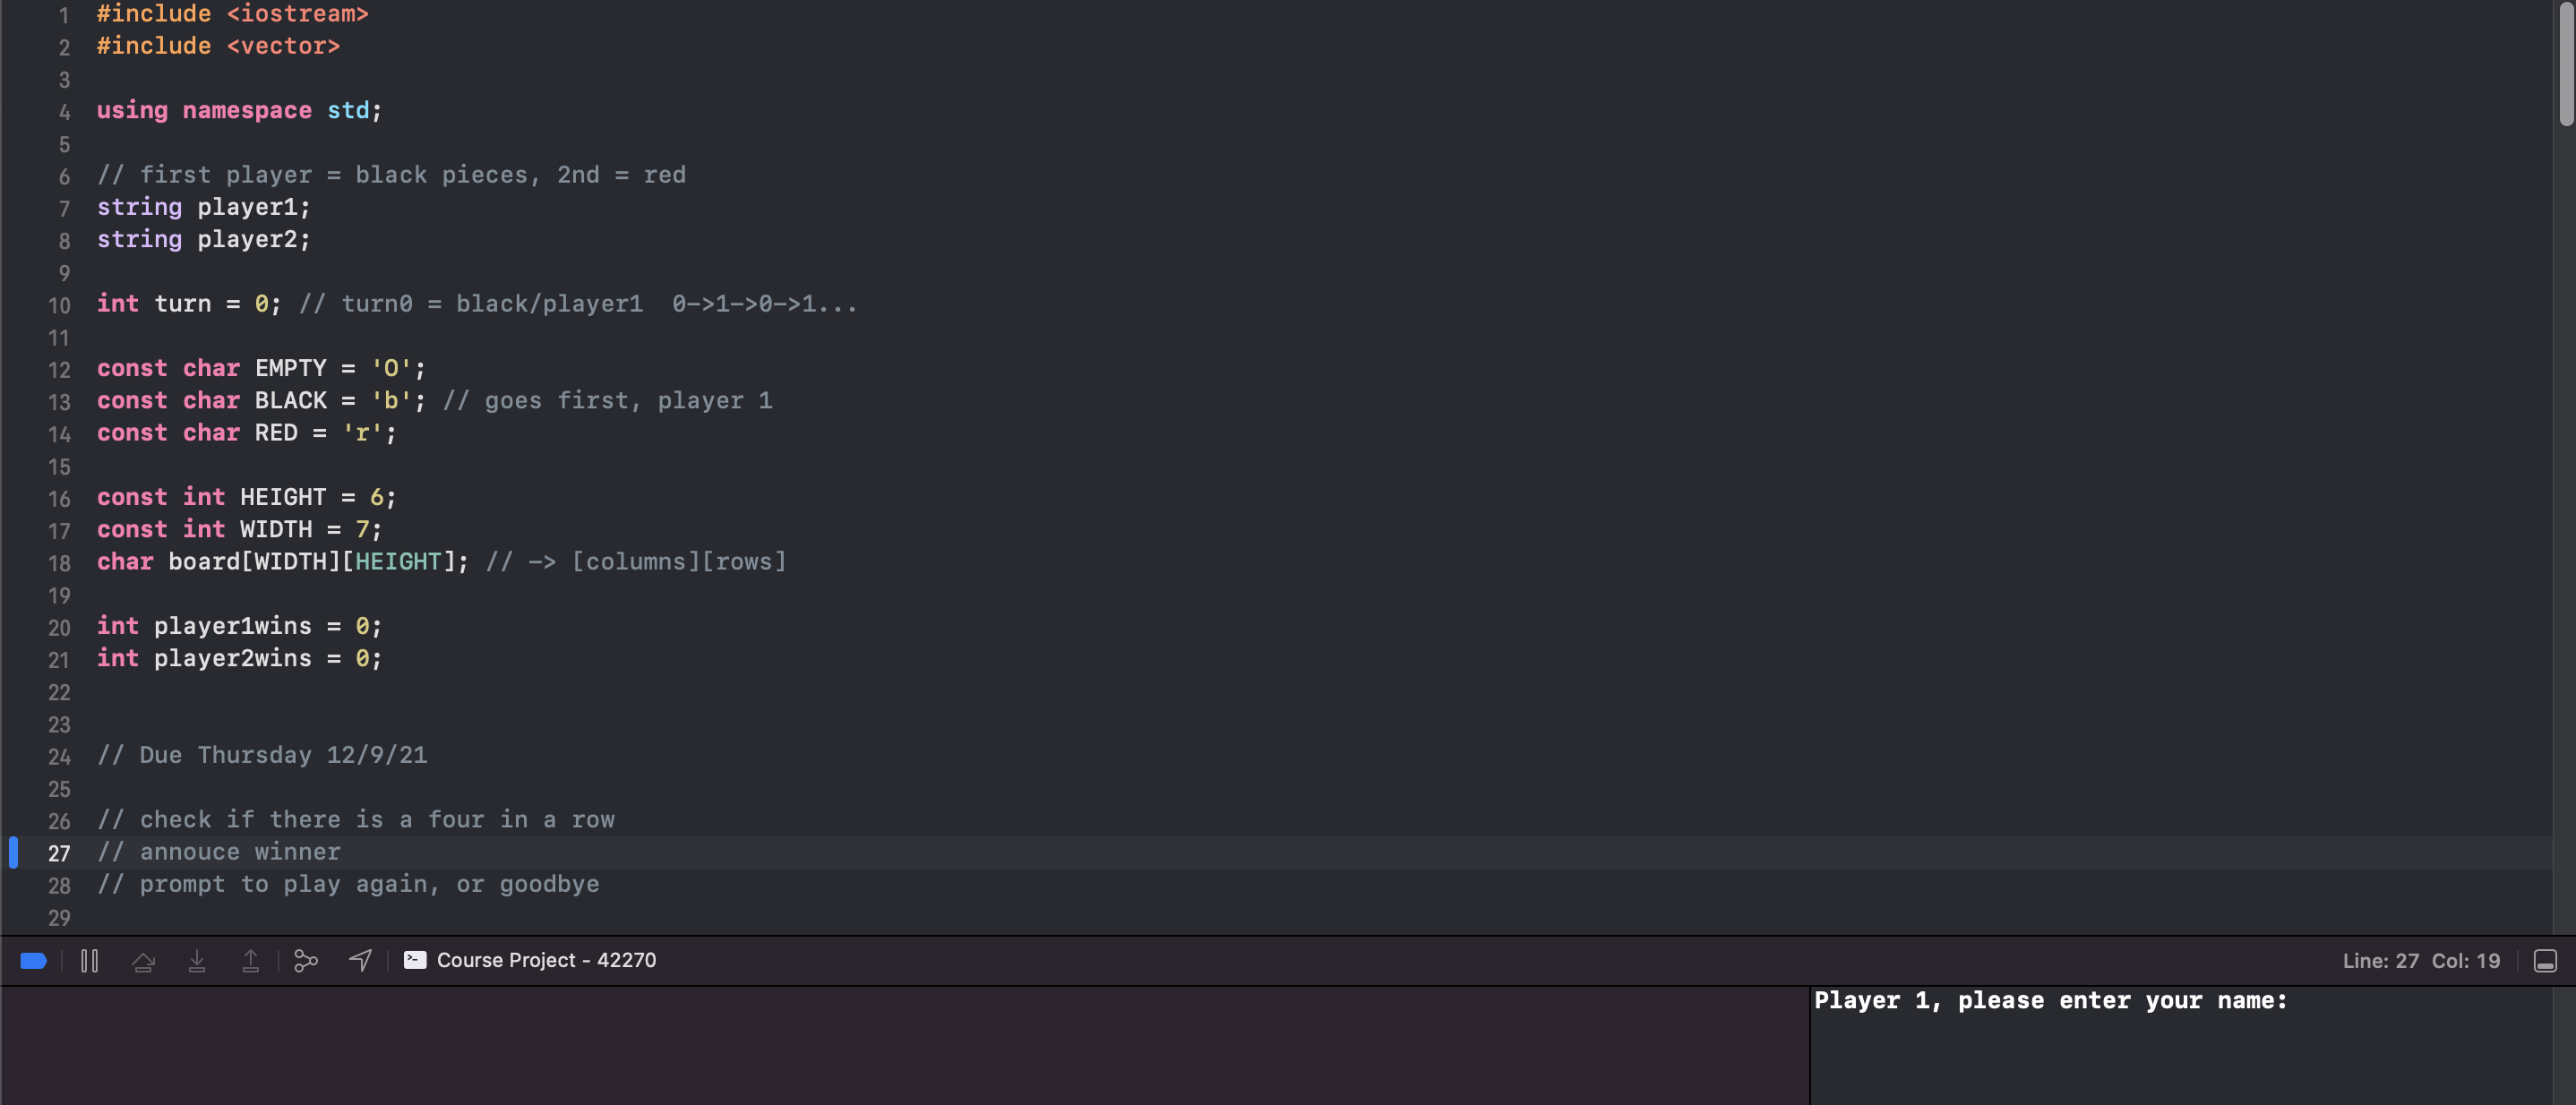 1 #include <iostream>
2 #include <vector>
3
4 using namespace std;
5
6 // first player = black pieces, 2nd = red
7 string player1;
8 string player2;
9
10 int turn = 0; // turn0 = black/player1  0->1->0->1...
11
12 const char EMPTY = 'O';
13 const char BLACK = 'b'; // goes first, player 1
14 const char RED = 'r';
15
16 const int HEIGHT = 6;
17 const int WIDTH = 7;
18 char board[WIDTH][HEIGHT]; // -> [columns][rows]
19
20 int player1wins = 0;
21 int player2wins = 0;
22
23
24 // Due Thursday 12/9/21
25
26 // check if there is a four in a row
27 // annouce winner
28 // prompt to play again, or goodbye
29
Course Project - 42270
Line: 27 Col: 19
Player 1, please enter your name: